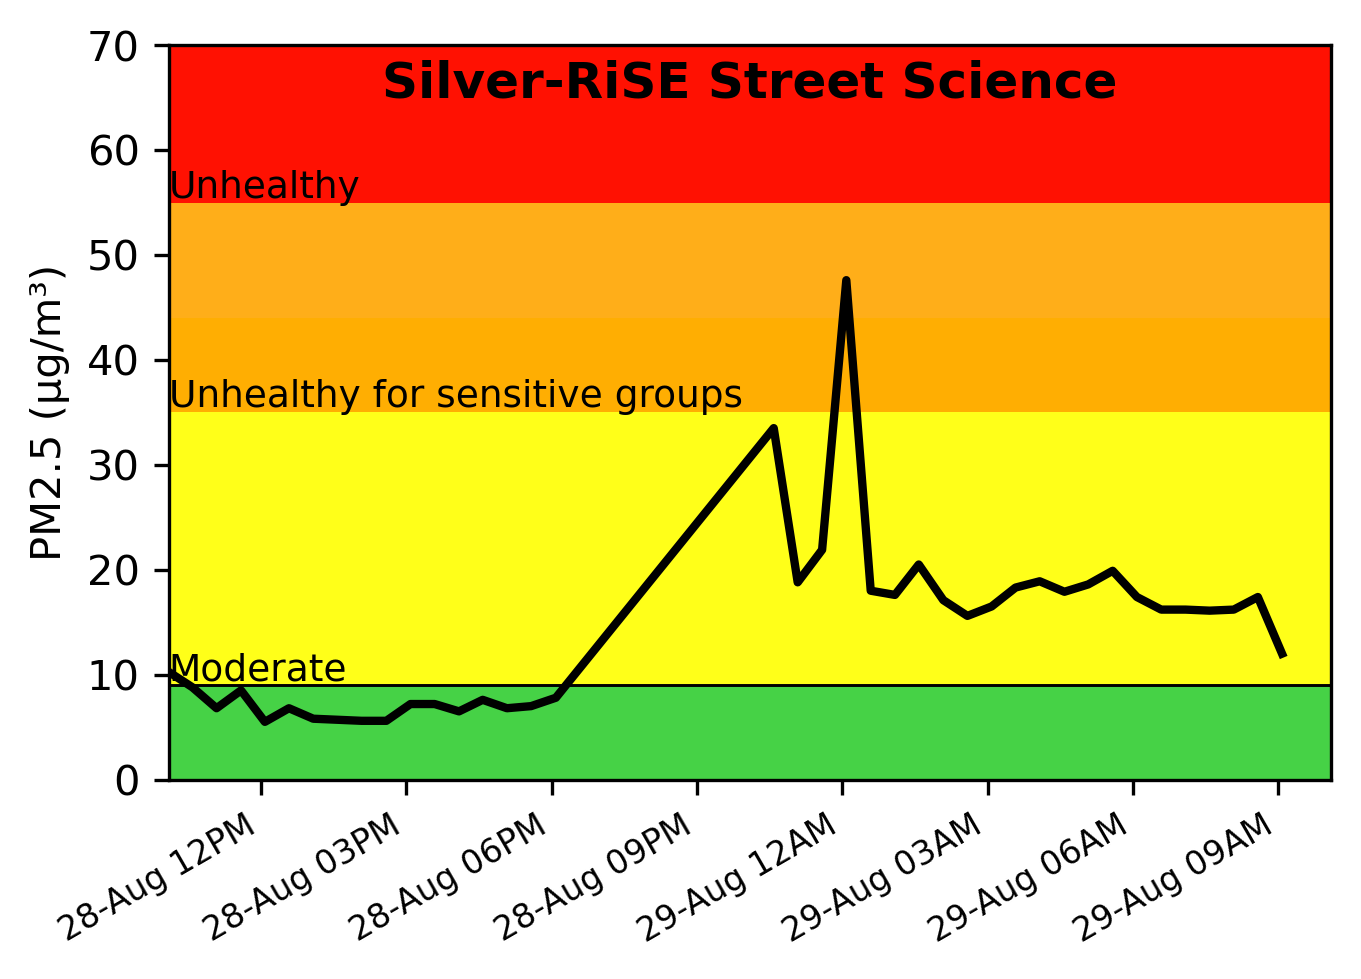 Silver-RiSE Street Science
PM2.5 (µg/m³)
70
60
50
40
30
20
10
0
Unhealthy
Unhealthy for sensitive groups
Moderate
28-Aug 12PM
28-Aug 03PM
28-Aug 06PM
28-Aug 09PM
29-Aug 12AM
29-Aug 03AM
29-Aug 06AM
29-Aug 09AM